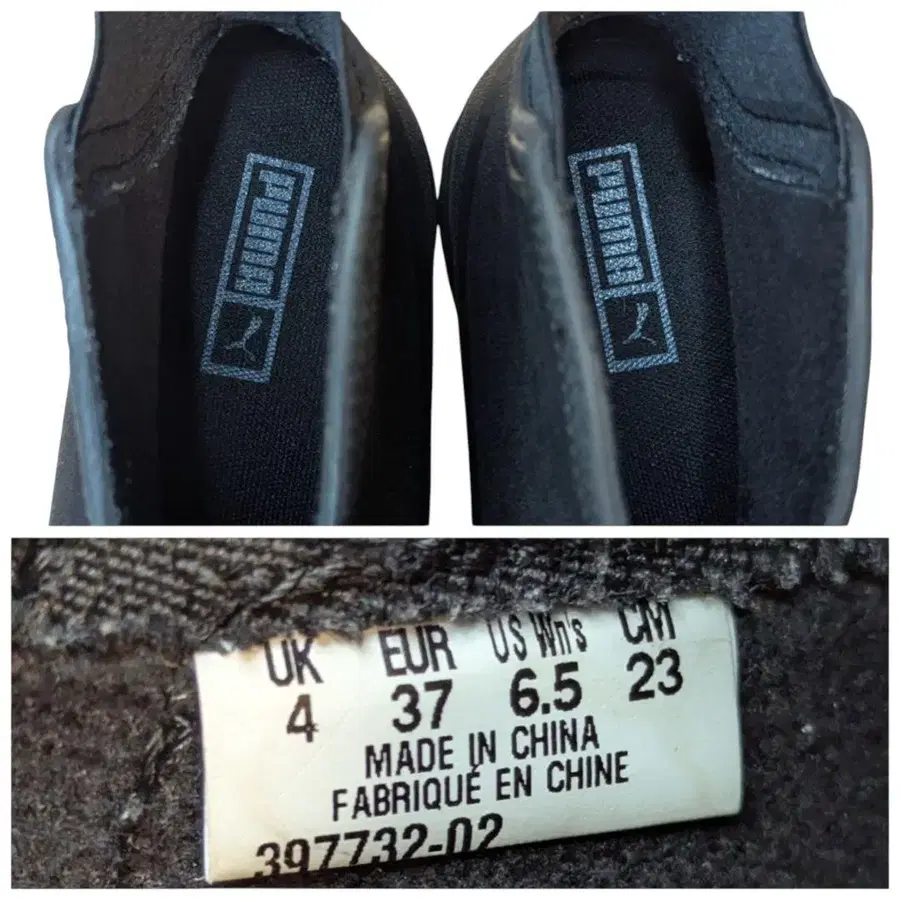 PUMA
PUMA
UK EUR US Wn's CM
4 37 6.5 23
MADE IN CHINA
FABRIQUÉ EN CHINE
397732-02